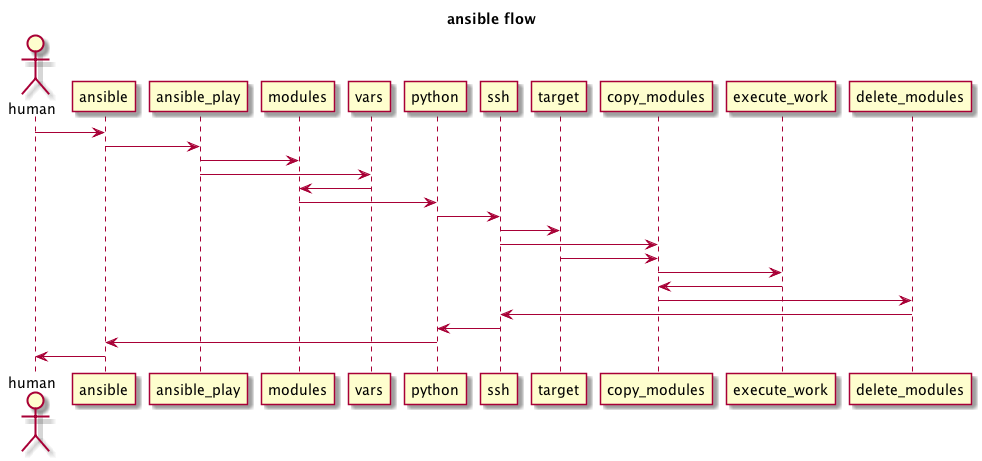 ansible flow
human
ansible
ansible_play
modules
vars
python
ssh
target
copy_modules
execute_work
delete_modules
human
ansible
ansible_play
modules
vars
python
ssh
target
copy_modules
execute_work
delete_modules